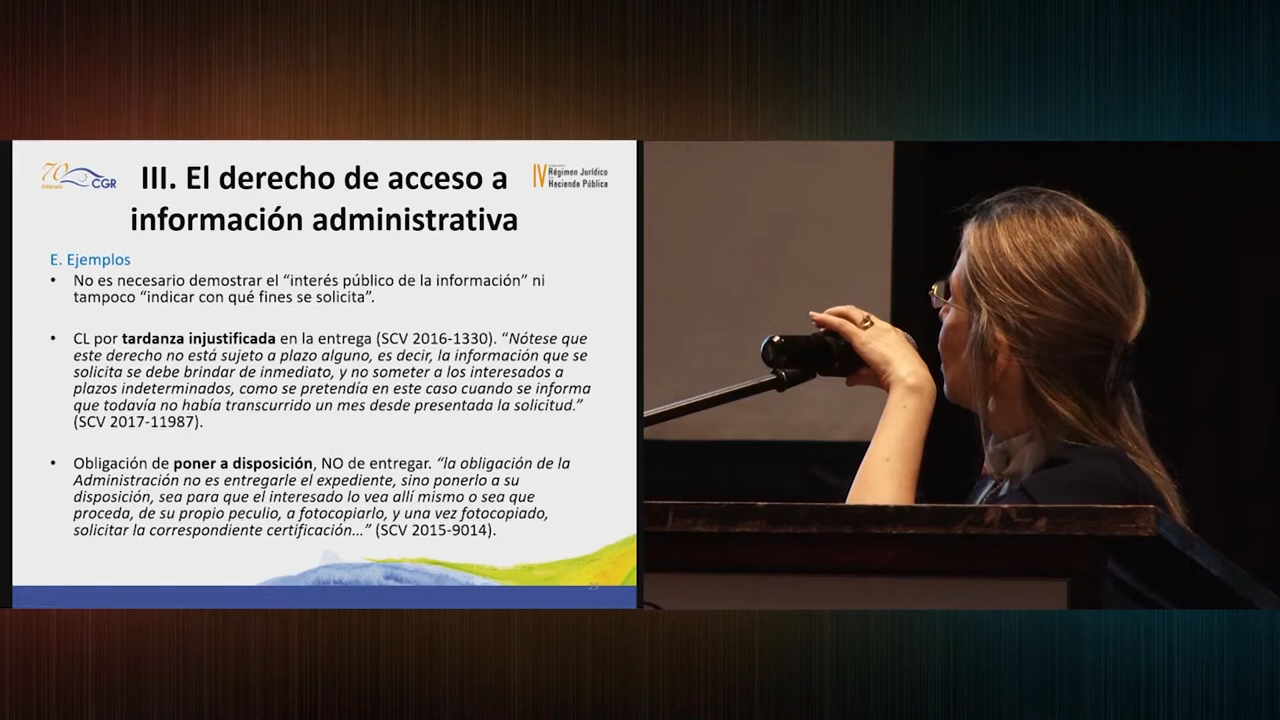 70
CGR
III. El derecho de acceso a
información administrativa
IV
Régimen Jurídico
Hacienda Pública
E. Ejemplos
• No es necesario demostrar el “interés público de la información” ni
tampoco “indicar con qué fines se solicita”.
• CL por tardanza injustificada en la entrega (SCV 2016-1330). “Nótese que
este derecho no está sujeto a plazo alguno, es decir, la información que se
solicita se debe brindar de inmediato, y no someter a los interesados a
plazos indeterminados, como se pretendía en este caso cuando se informa
que todavía no había transcurrido un mes desde presentada la solicitud.”
(SCV 2017-11987).
• Obligación de poner a disposición, NO de entregar. “la obligación de la
Administración no es entregarle el expediente, sino ponerlo a su
disposición, sea para que el interesado lo vea allí mismo o sea que
proceda, de su propio peculio, a fotocopiarlo, y una vez fotocopiado,
solicitar la correspondiente certificación...” (SCV 2015-9014).